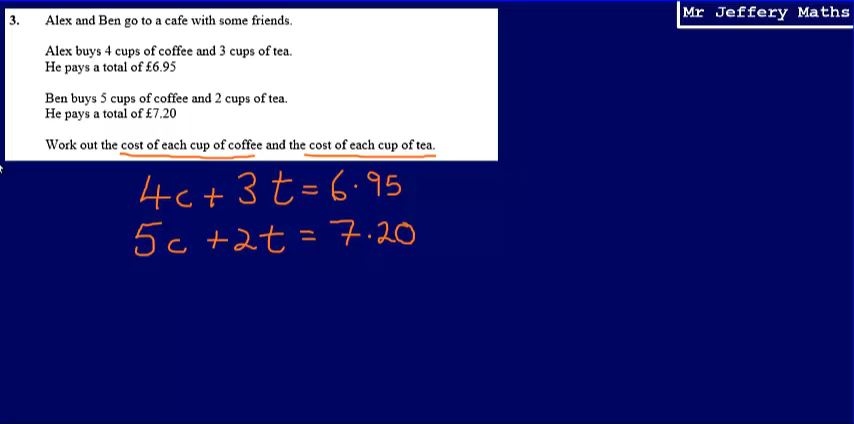 Mr Jeffery Maths
3. Alex and Ben go to a cafe with some friends.
Alex buys 4 cups of coffee and 3 cups of tea.
He pays a total of £6.95
Ben buys 5 cups of coffee and 2 cups of tea.
He pays a total of £7.20
Work out the cost of each cup of coffee and the cost of each cup of tea.
4c + 3t = 6.95
5c + 2t = 7.20